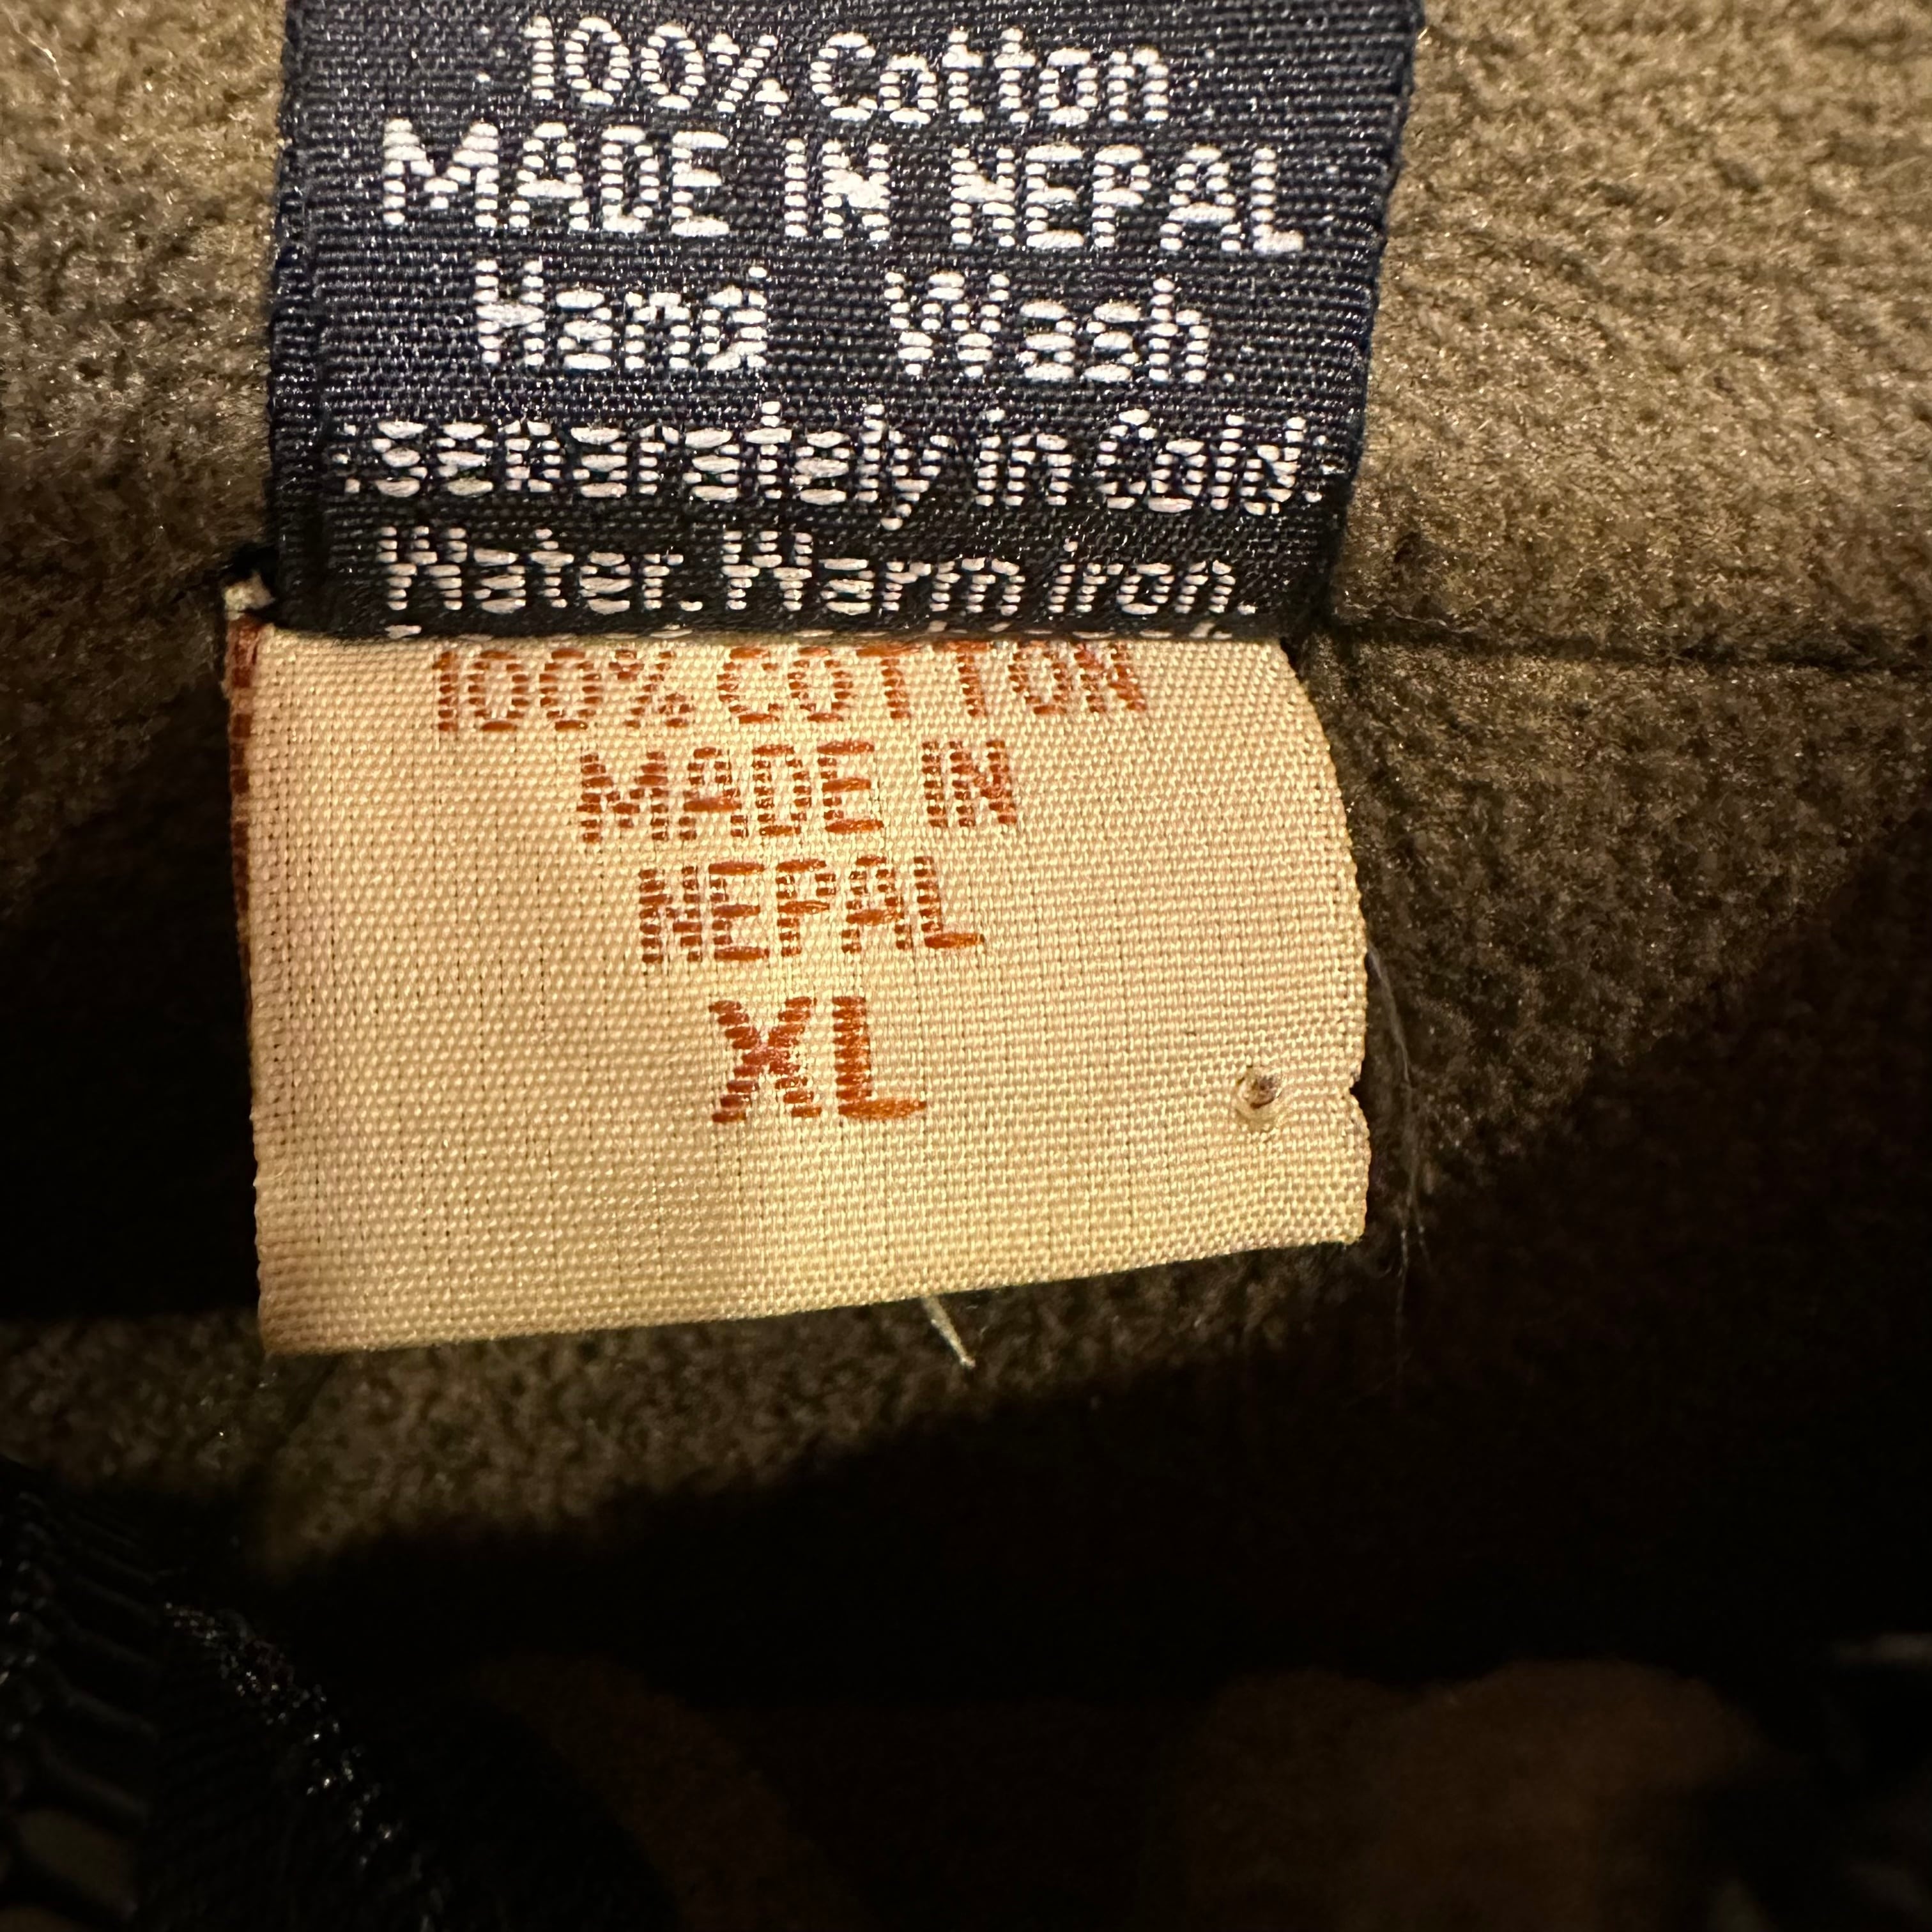 100% Cotton
MADE IN NEPAL
Hand Wash
separately in Cold
Water. Warm iron.
100% COTTON
MADE IN
NEPAL
XL